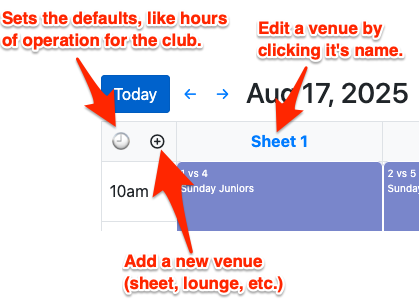 Sets the defaults, like hours
of operation for the club.
Edit a venue by
clicking it's name.
Today
Aug 17, 2025
Sheet 1
10am
1 vs 4
Sunday Juniors
2 vs 5
Sunday
Add a new venue
(sheet, lounge, etc.)